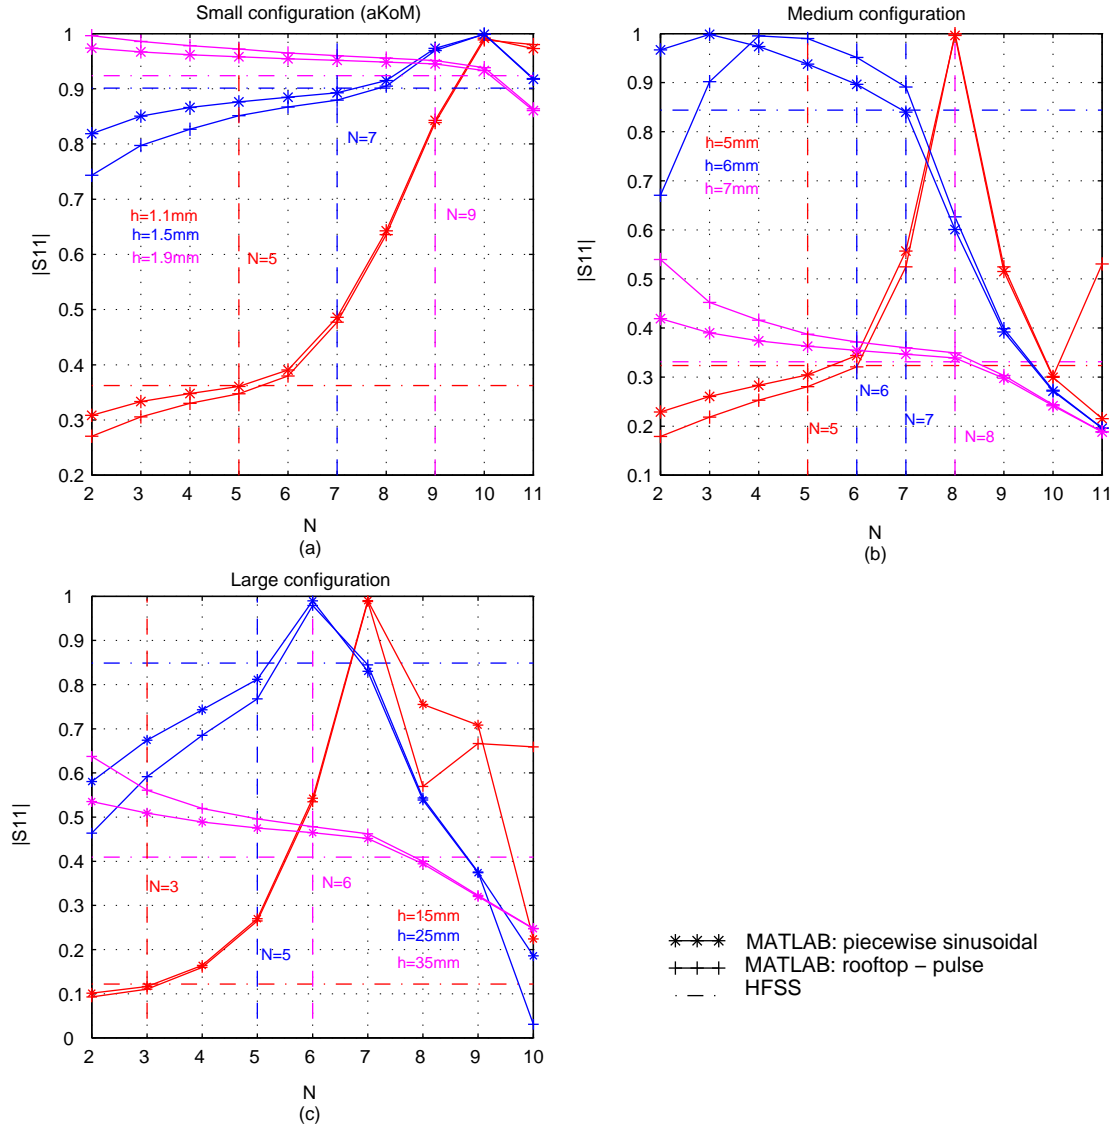 Small configuration (aKoM)
1
0.9
0.8
0.7
0.6
0.5
0.4
0.3
0.2
|S11|
N=7
N=9
h=1.1mm
h=1.5mm
h=1.9mm
N=5
2 3 4 5 6 7 8 9 10 11
N
(a)
Medium configuration
1
0.9
0.8
0.7
0.6
0.5
0.4
0.3
0.2
0.1
|S11|
h=5mm
h=6mm
h=7mm
N=6
N=7
N=5
N=8
2 3 4 5 6 7 8 9 10 11
N
(b)
Large configuration
1
0.9
0.8
0.7
0.6
0.5
0.4
0.3
0.2
0.1
0
|S11|
N=3
N=6
h=15mm
h=25mm
N=5
h=35mm
2 3 4 5 6 7 8 9 10
N
(c)
MATLAB: piecewise sinusoidal
MATLAB: rooftop − pulse
HFSS